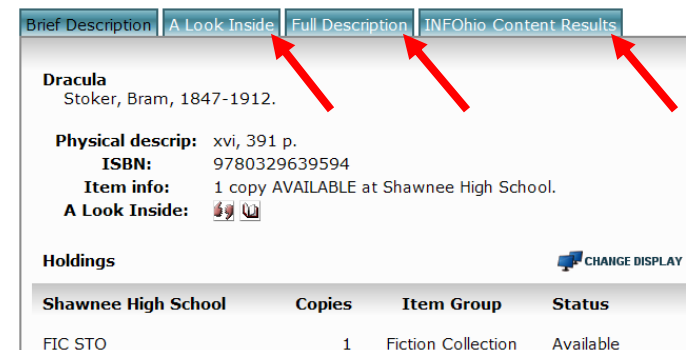 Brief Description A Look Inside Full Description INFOhio Content Results
Dracula
Stoker, Bram, 1847-1912.
Physical descrip: xvi, 391 p.
ISBN: 9780329639594
Item info: 1 copy AVAILABLE at Shawnee High School.
A Look Inside:
Holdings CHANGE DISPLAY
Shawnee High School Copies Item Group Status
FIC STO 1 Fiction Collection Available